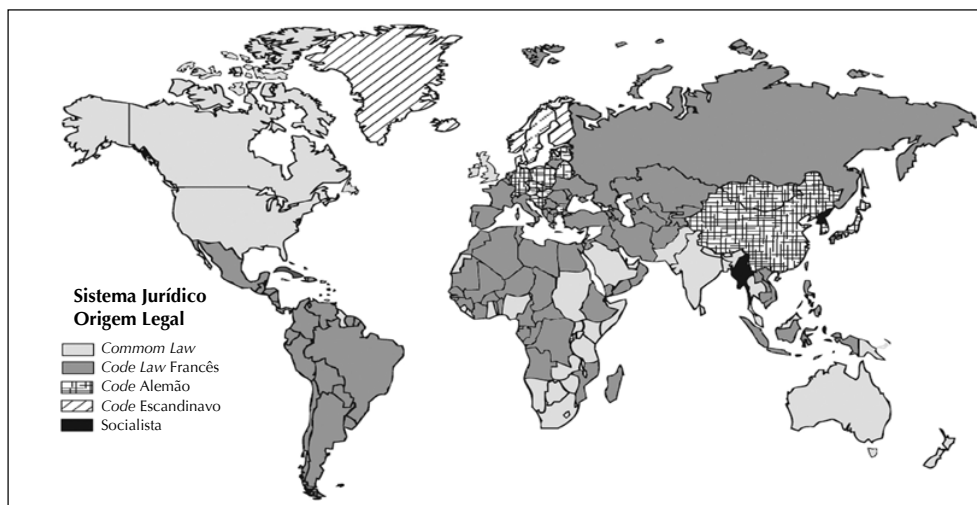 Sistema Jurídico
Origem Legal
Commom Law
Code Law Francês
Code Alemão
Code Escandinavo
Socialista